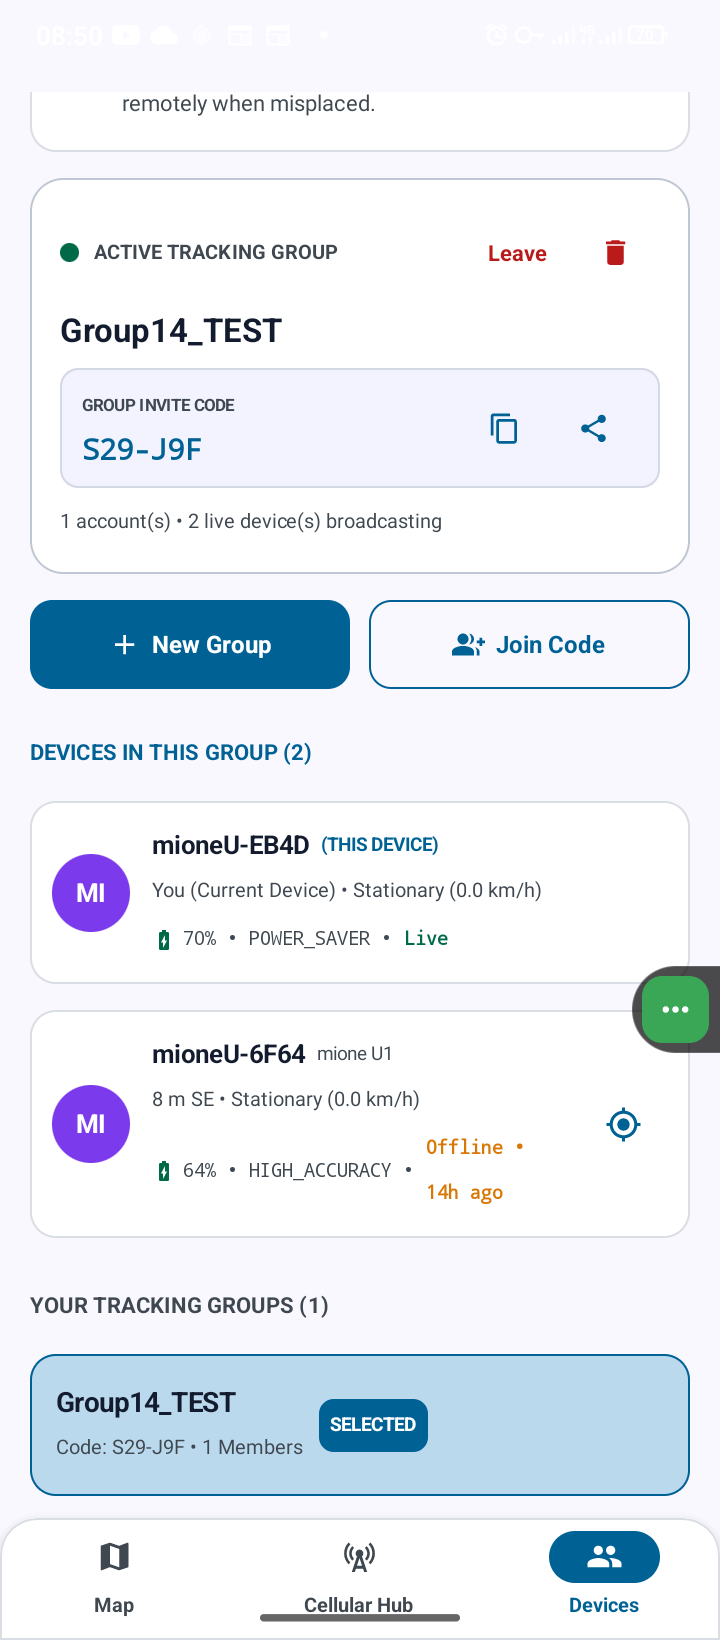 08:50
remotely when misplaced.
ACTIVE TRACKING GROUP
Leave
Group14_TEST
GROUP INVITE CODE
S29-J9F
1 account(s) • 2 live device(s) broadcasting
New Group
Join Code
DEVICES IN THIS GROUP (2)
MI
mioneU-EB4D (THIS DEVICE)
You (Current Device) • Stationary (0.0 km/h)
70% • POWER_SAVER • Live
MI
mioneU-6F64 mione U1
8 m SE • Stationary (0.0 km/h)
64% • HIGH_ACCURACY • Offline •
14h ago
YOUR TRACKING GROUPS (1)
Group14_TEST
SELECTED
Code: S29-J9F • 1 Members
Map
Cellular Hub
Devices